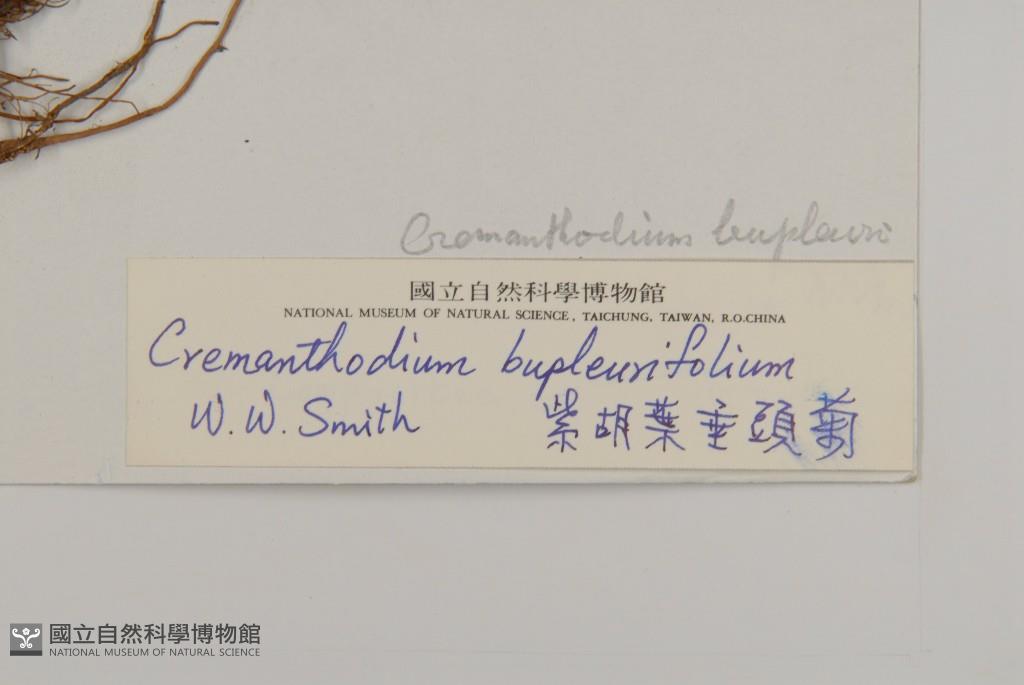 Cremanthodium bupleuri
國立自然科學博物館
NATIONAL MUSEUM OF NATURAL SCIENCE, TAICHUNG, TAIWAN, R.O.CHINA
Cremanthodium bupleurifolium
W. W. Smith 紫胡葉垂頭菊
國立自然科學博物館
NATIONAL MUSEUM OF NATURAL SCIENCE